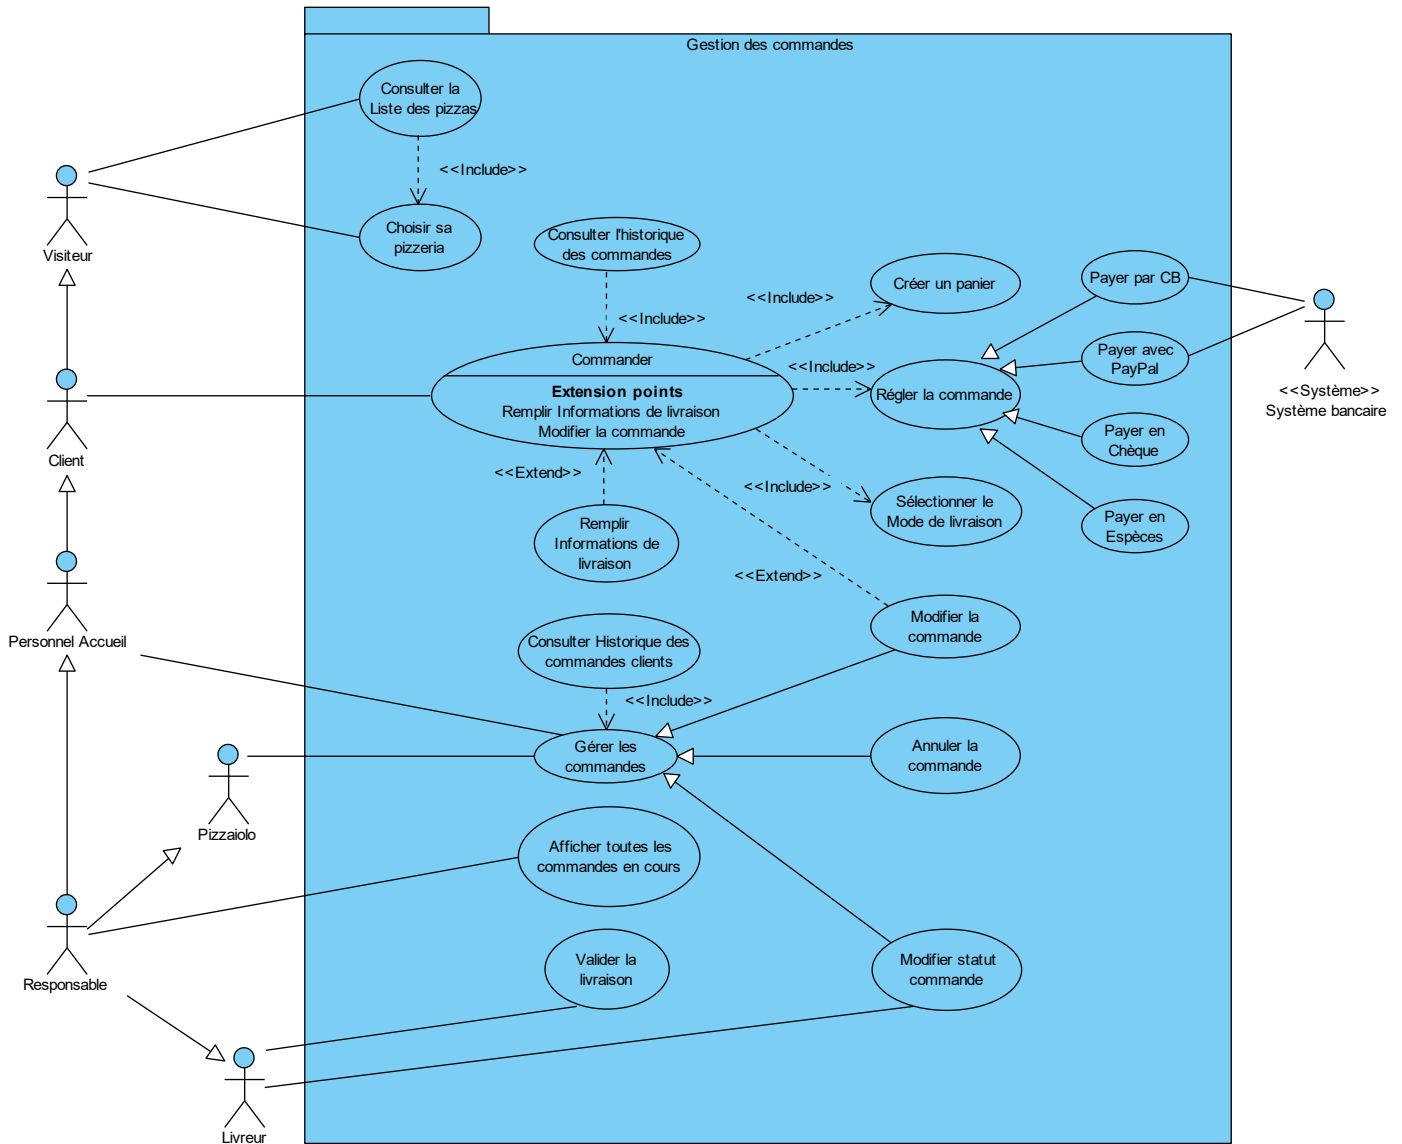 Gestion des commandes
Consulter la
Liste des pizzas
<<Include>>
Visiteur
Choisir sa
pizzeria
Consulter l'historique
des commandes
<<Include>>
Créer un panier
<<Include>>
Payer par CB
Commander
Extension points
Remplir Informations de livraison
Modifier la commande
<<Include>>
Régler la commande
Payer avec
PayPal
<<Système>>
Système bancaire
Client
Payer en
Chèque
<<Extend>>
<<Include>>
Sélectionner le
Mode de livraison
Payer en
Espèces
Remplir
Informations de
livraison
<<Extend>>
Personnel Accueil
Modifier la
commande
Consulter Historique des
commandes clients
<<Include>>
Gérer les
commandes
Annuler la
commande
Pizzaiolo
Afficher toutes les
commandes en cours
Responsable
Valider la
livraison
Modifier statut
commande
Livreur